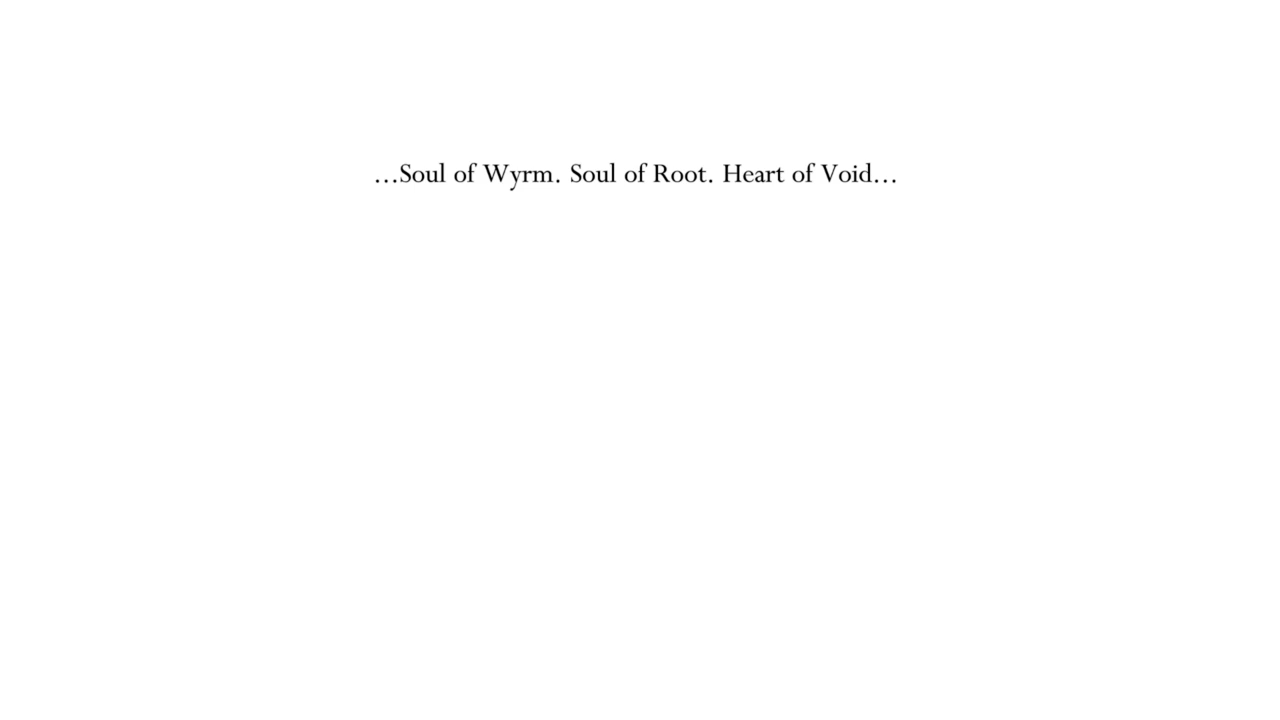 …Soul of Wyrm. Soul of Root. Heart of Void…